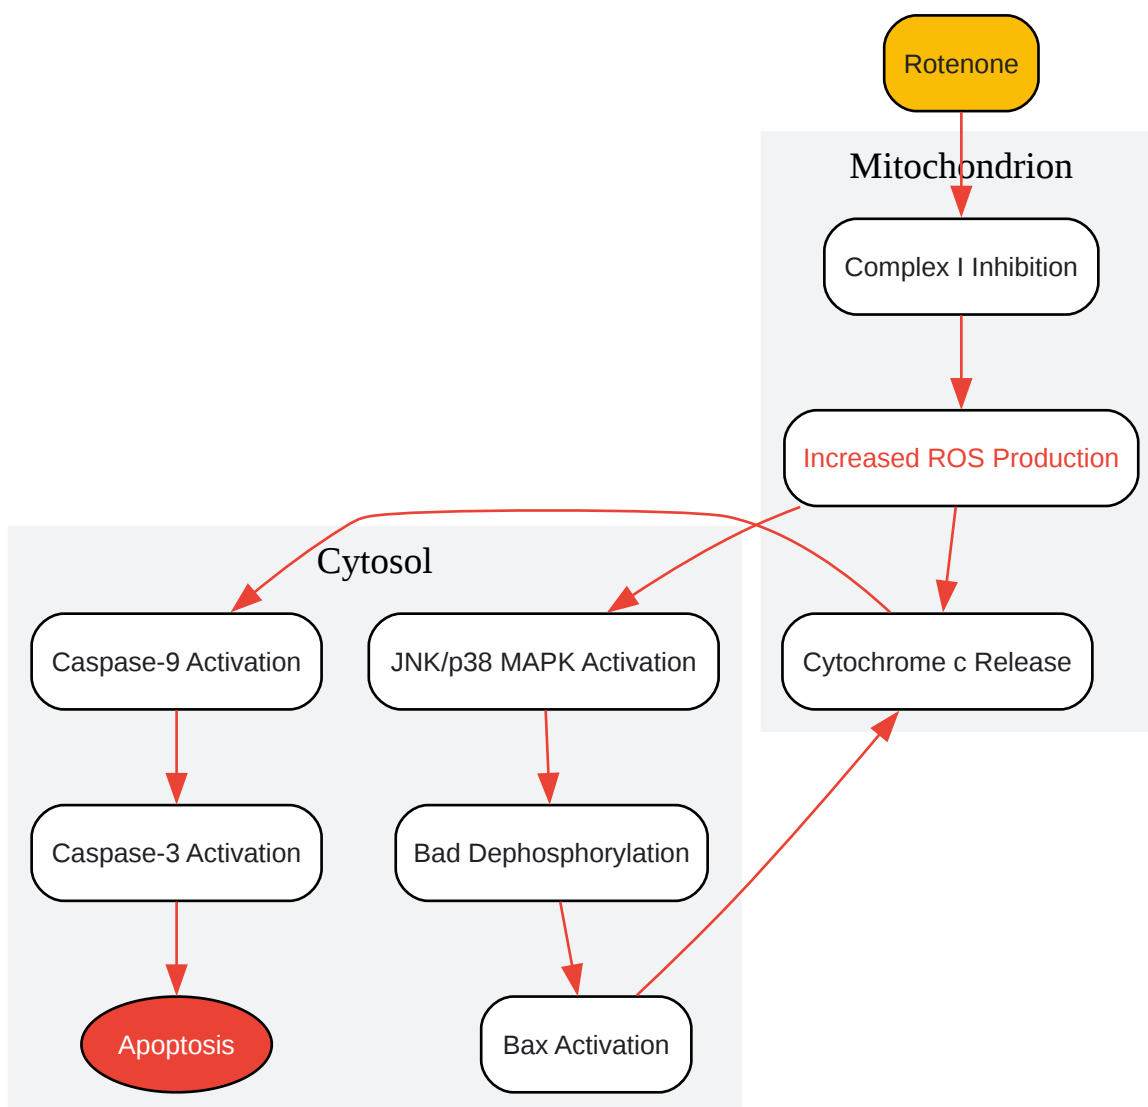 Rotenone
Mitochondrion
Complex I Inhibition
Increased ROS Production
Cytosol
Caspase-9 Activation
JNK/p38 MAPK Activation
Cytochrome c Release
Caspase-3 Activation
Bad Dephosphorylation
Apoptosis
Bax Activation